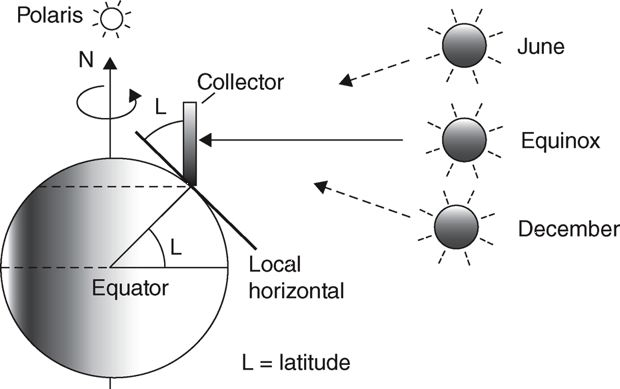 Polaris
June
N
Collector
L
Equinox
L
December
Local
horizontal
Equator
L = latitude